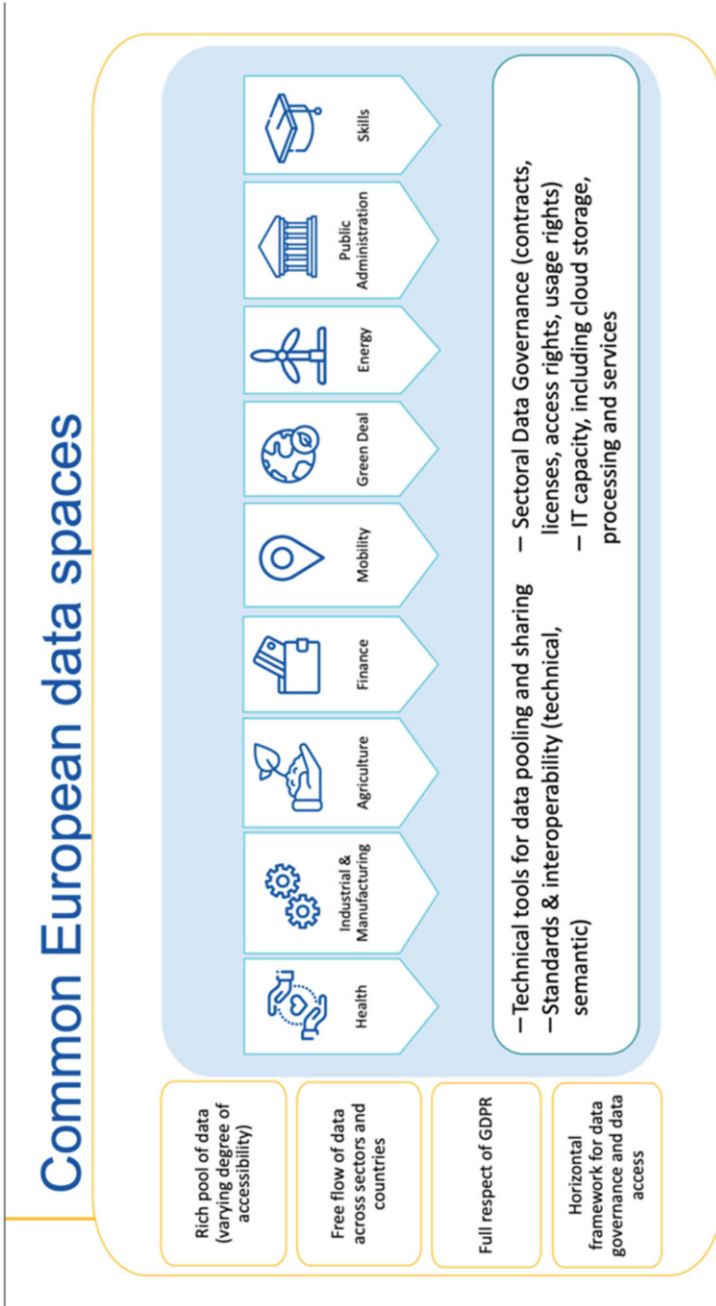 Common European data spaces
Rich pool of data
(varying degree of
accessibility)
Free flow of data
across sectors and
countries
Full respect of GDPR
Horizontal
framework for data
governance and data
access
Health
Industrial &
Manufacturing
Agriculture
Finance
Mobility
Green Deal
Energy
Public
Administration
Skills
—Technical tools for data pooling and sharing
—Standards & interoperability (technical,
semantic)
— Sectoral Data Governance (contracts,
licenses, access rights, usage rights)
— IT capacity, including cloud storage,
processing and services